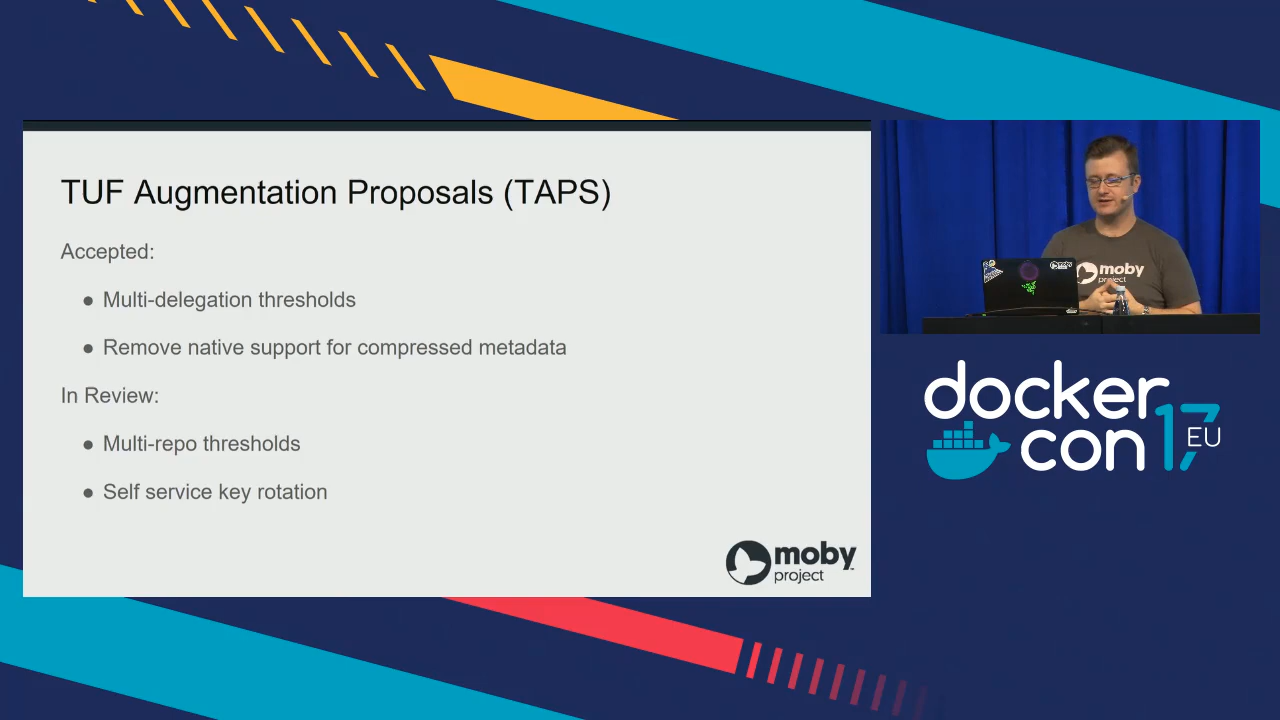 TUF Augmentation Proposals (TAPS)
Accepted:
● Multi-delegation thresholds
● Remove native support for compressed metadata
In Review:
● Multi-repo thresholds
● Self service key rotation
moby
project
moby
project
moby
docker
con 17 EU